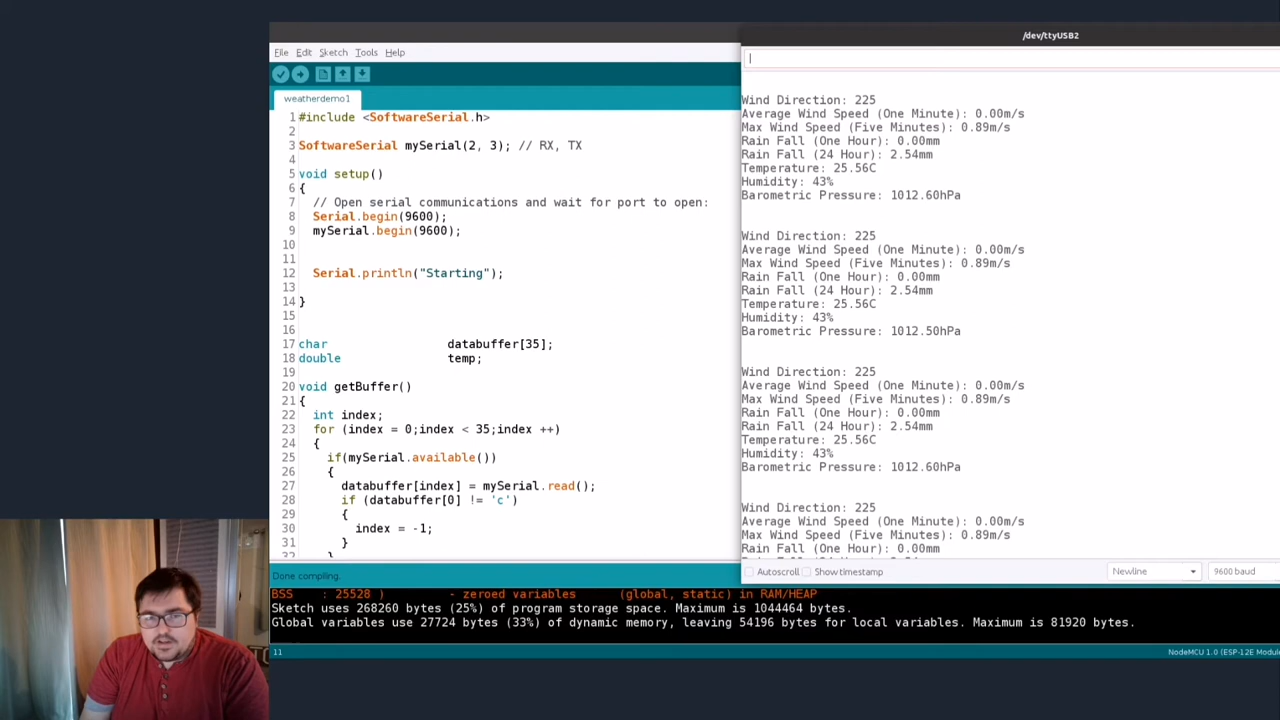 /dev/ttyUSB2
File Edit Sketch Tools Help
weatherdemo1
1 #include <SoftwareSerial.h>
2
3 SoftwareSerial mySerial(2, 3); // RX, TX
4
5 void setup()
6 {
7 // Open serial communications and wait for port to open:
8 Serial.begin(9600);
9 mySerial.begin(9600);
10
11
12 Serial.println("Starting");
13
14 }
15
16
17 char databuffer[35];
18 double temp;
19
20 void getBuffer()
21 {
22 int index;
23 for (index = 0;index < 35;index ++)
24 {
25 if(mySerial.available())
26 {
27 databuffer[index] = mySerial.read();
28 if (databuffer[0] != 'c')
29 {
30 index = -1;
31 }
32 }
Wind Direction: 225
Average Wind Speed (One Minute): 0.00m/s
Max Wind Speed (Five Minutes): 0.89m/s
Rain Fall (One Hour): 0.00mm
Rain Fall (24 Hour): 2.54mm
Temperature: 25.56C
Humidity: 43%
Barometric Pressure: 1012.60hPa
Wind Direction: 225
Average Wind Speed (One Minute): 0.00m/s
Max Wind Speed (Five Minutes): 0.89m/s
Rain Fall (One Hour): 0.00mm
Rain Fall (24 Hour): 2.54mm
Temperature: 25.56C
Humidity: 43%
Barometric Pressure: 1012.50hPa
Wind Direction: 225
Average Wind Speed (One Minute): 0.00m/s
Max Wind Speed (Five Minutes): 0.89m/s
Rain Fall (One Hour): 0.00mm
Rain Fall (24 Hour): 2.54mm
Temperature: 25.56C
Humidity: 43%
Barometric Pressure: 1012.60hPa
Wind Direction: 225
Average Wind Speed (One Minute): 0.00m/s
Max Wind Speed (Five Minutes): 0.89m/s
Rain Fall (One Hour): 0.00mm
Autoscroll Show timestamp Newline 9600 baud
Done compiling.
BSS : 25528 ) - zeroed variables (global, static) in RAM/HEAP
Sketch uses 268260 bytes (25%) of program storage space. Maximum is 1044464 bytes.
Global variables use 27724 bytes (33%) of dynamic memory, leaving 54196 bytes for local variables. Maximum is 81920 bytes.
11 NodeMCU 1.0 (ESP-12E